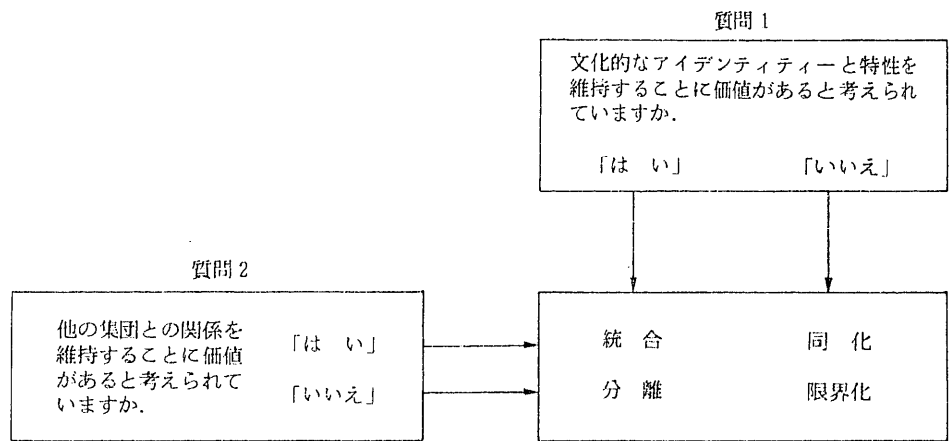 質問1
文化的なアイデンティティーと特性を
維持することに価値があると考えられ
ていますか.
「は い」 「いいえ」
質問2
他の集団との関係を
維持することに価値
があると考えられて
いますか.
「は い」
「いいえ」
統 合 同 化
分 離 限界化